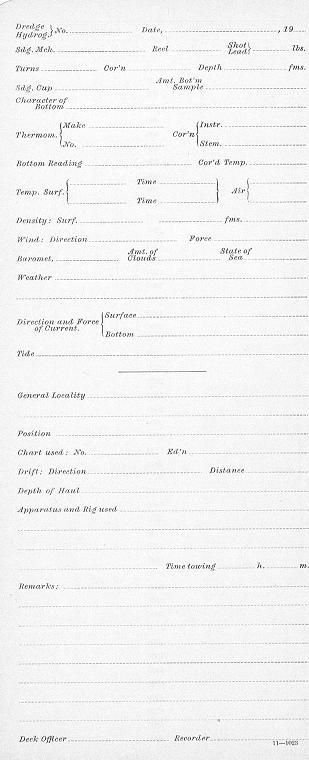 Dredge } No. Date, , 19
Hydrog.
Sdg. Mch. Reel Shot Lead lbs.
Turns Cor'n Depth fms.
Sdg. Cup Amt. Bot'm Sample
Character of Bottom
Thermom. { Make Cor'n { Instr.
No. Stem.
Bottom Reading Cor'd Temp.
Temp. Surf. { Time } Air {
Time
Density: Surf. fms.
Wind: Direction Force
Baromet. Amt. of Clouds State of Sea
Weather
Direction and Force of Current. { Surface
Bottom
Tide
General Locality
Position
Chart used: No. Ed'n
Drift: Direction Distance
Depth of Haul
Apparatus and Rig used
Time towing h. m.
Remarks:
Deck Officer Recorder
11—1023